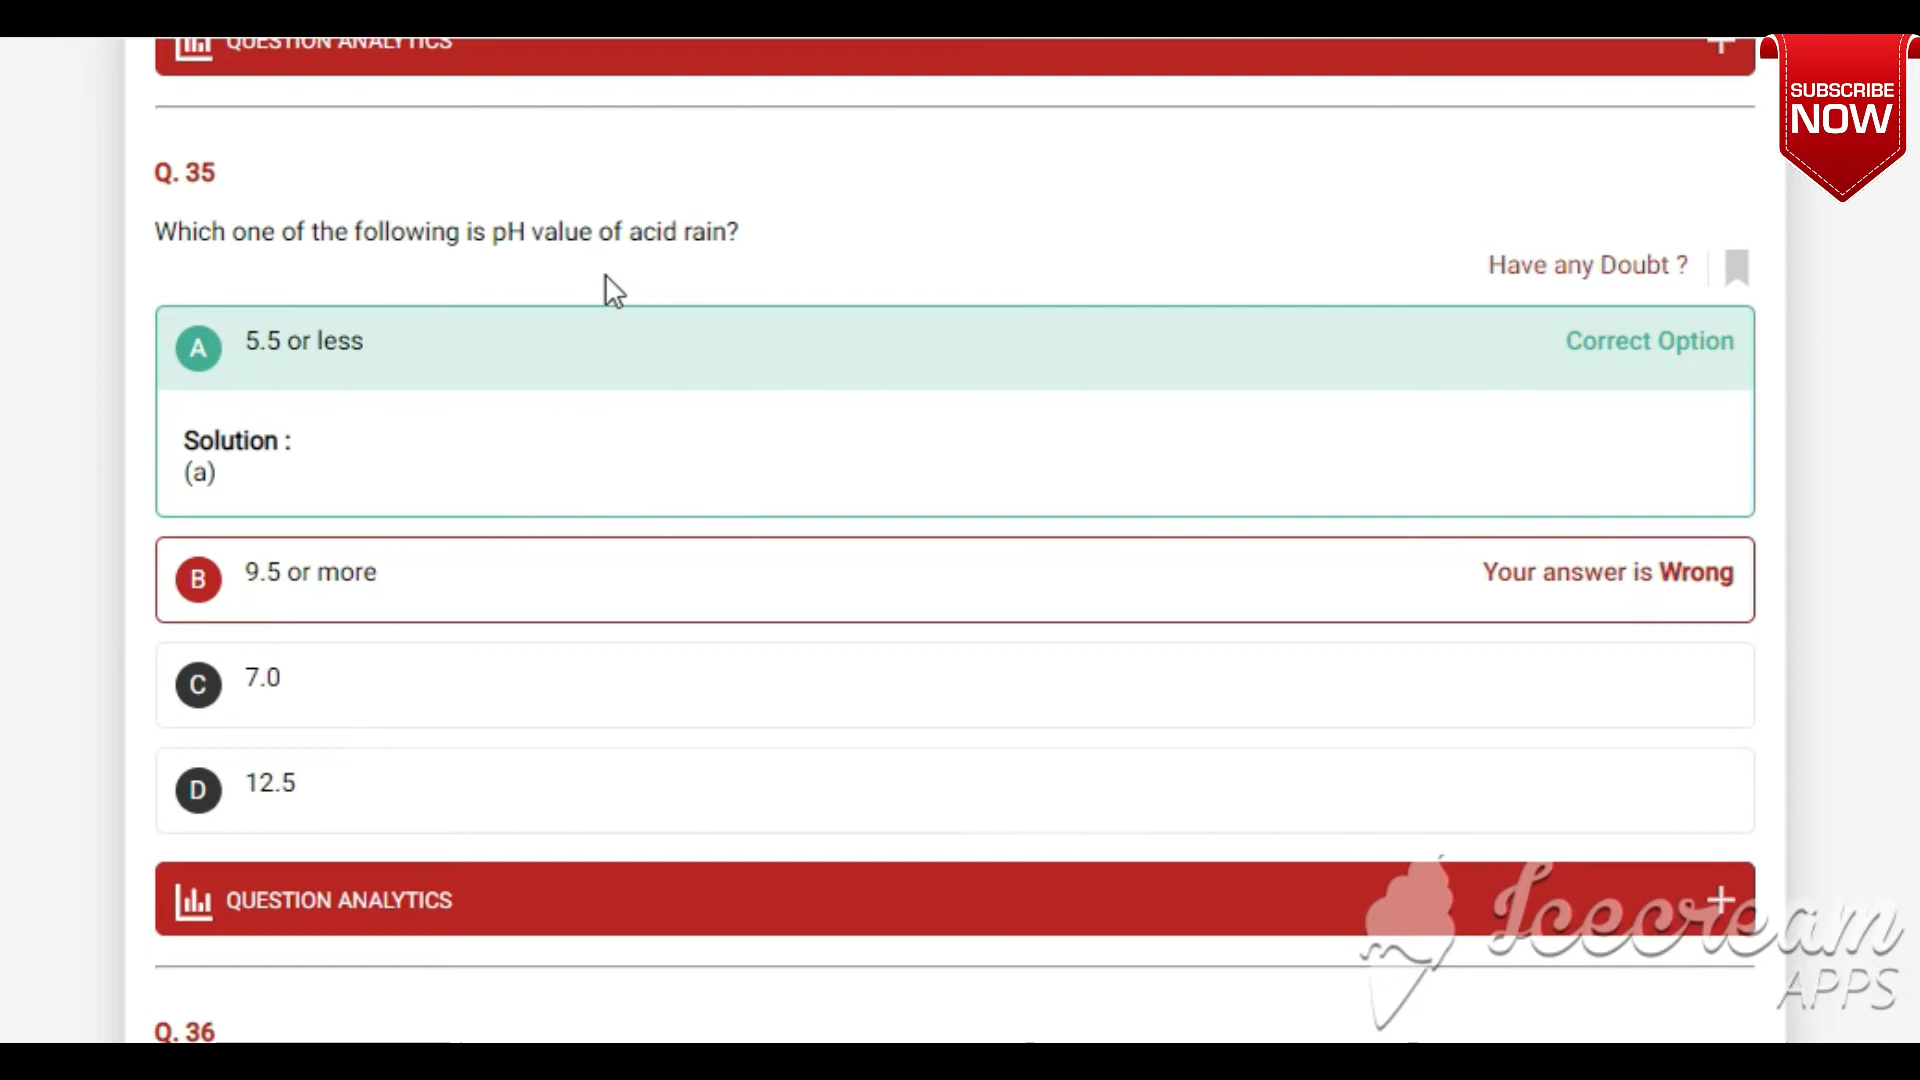 QUESTION ANALYTICS
SUBSCRIBE
NOW
Q. 35
Which one of the following is pH value of acid rain?
Have any Doubt ?
A 5.5 or less Correct Option
Solution :
(a)
B 9.5 or more Your answer is Wrong
C 7.0
D 12.5
QUESTION ANALYTICS
Icecream
APPS
Q. 36